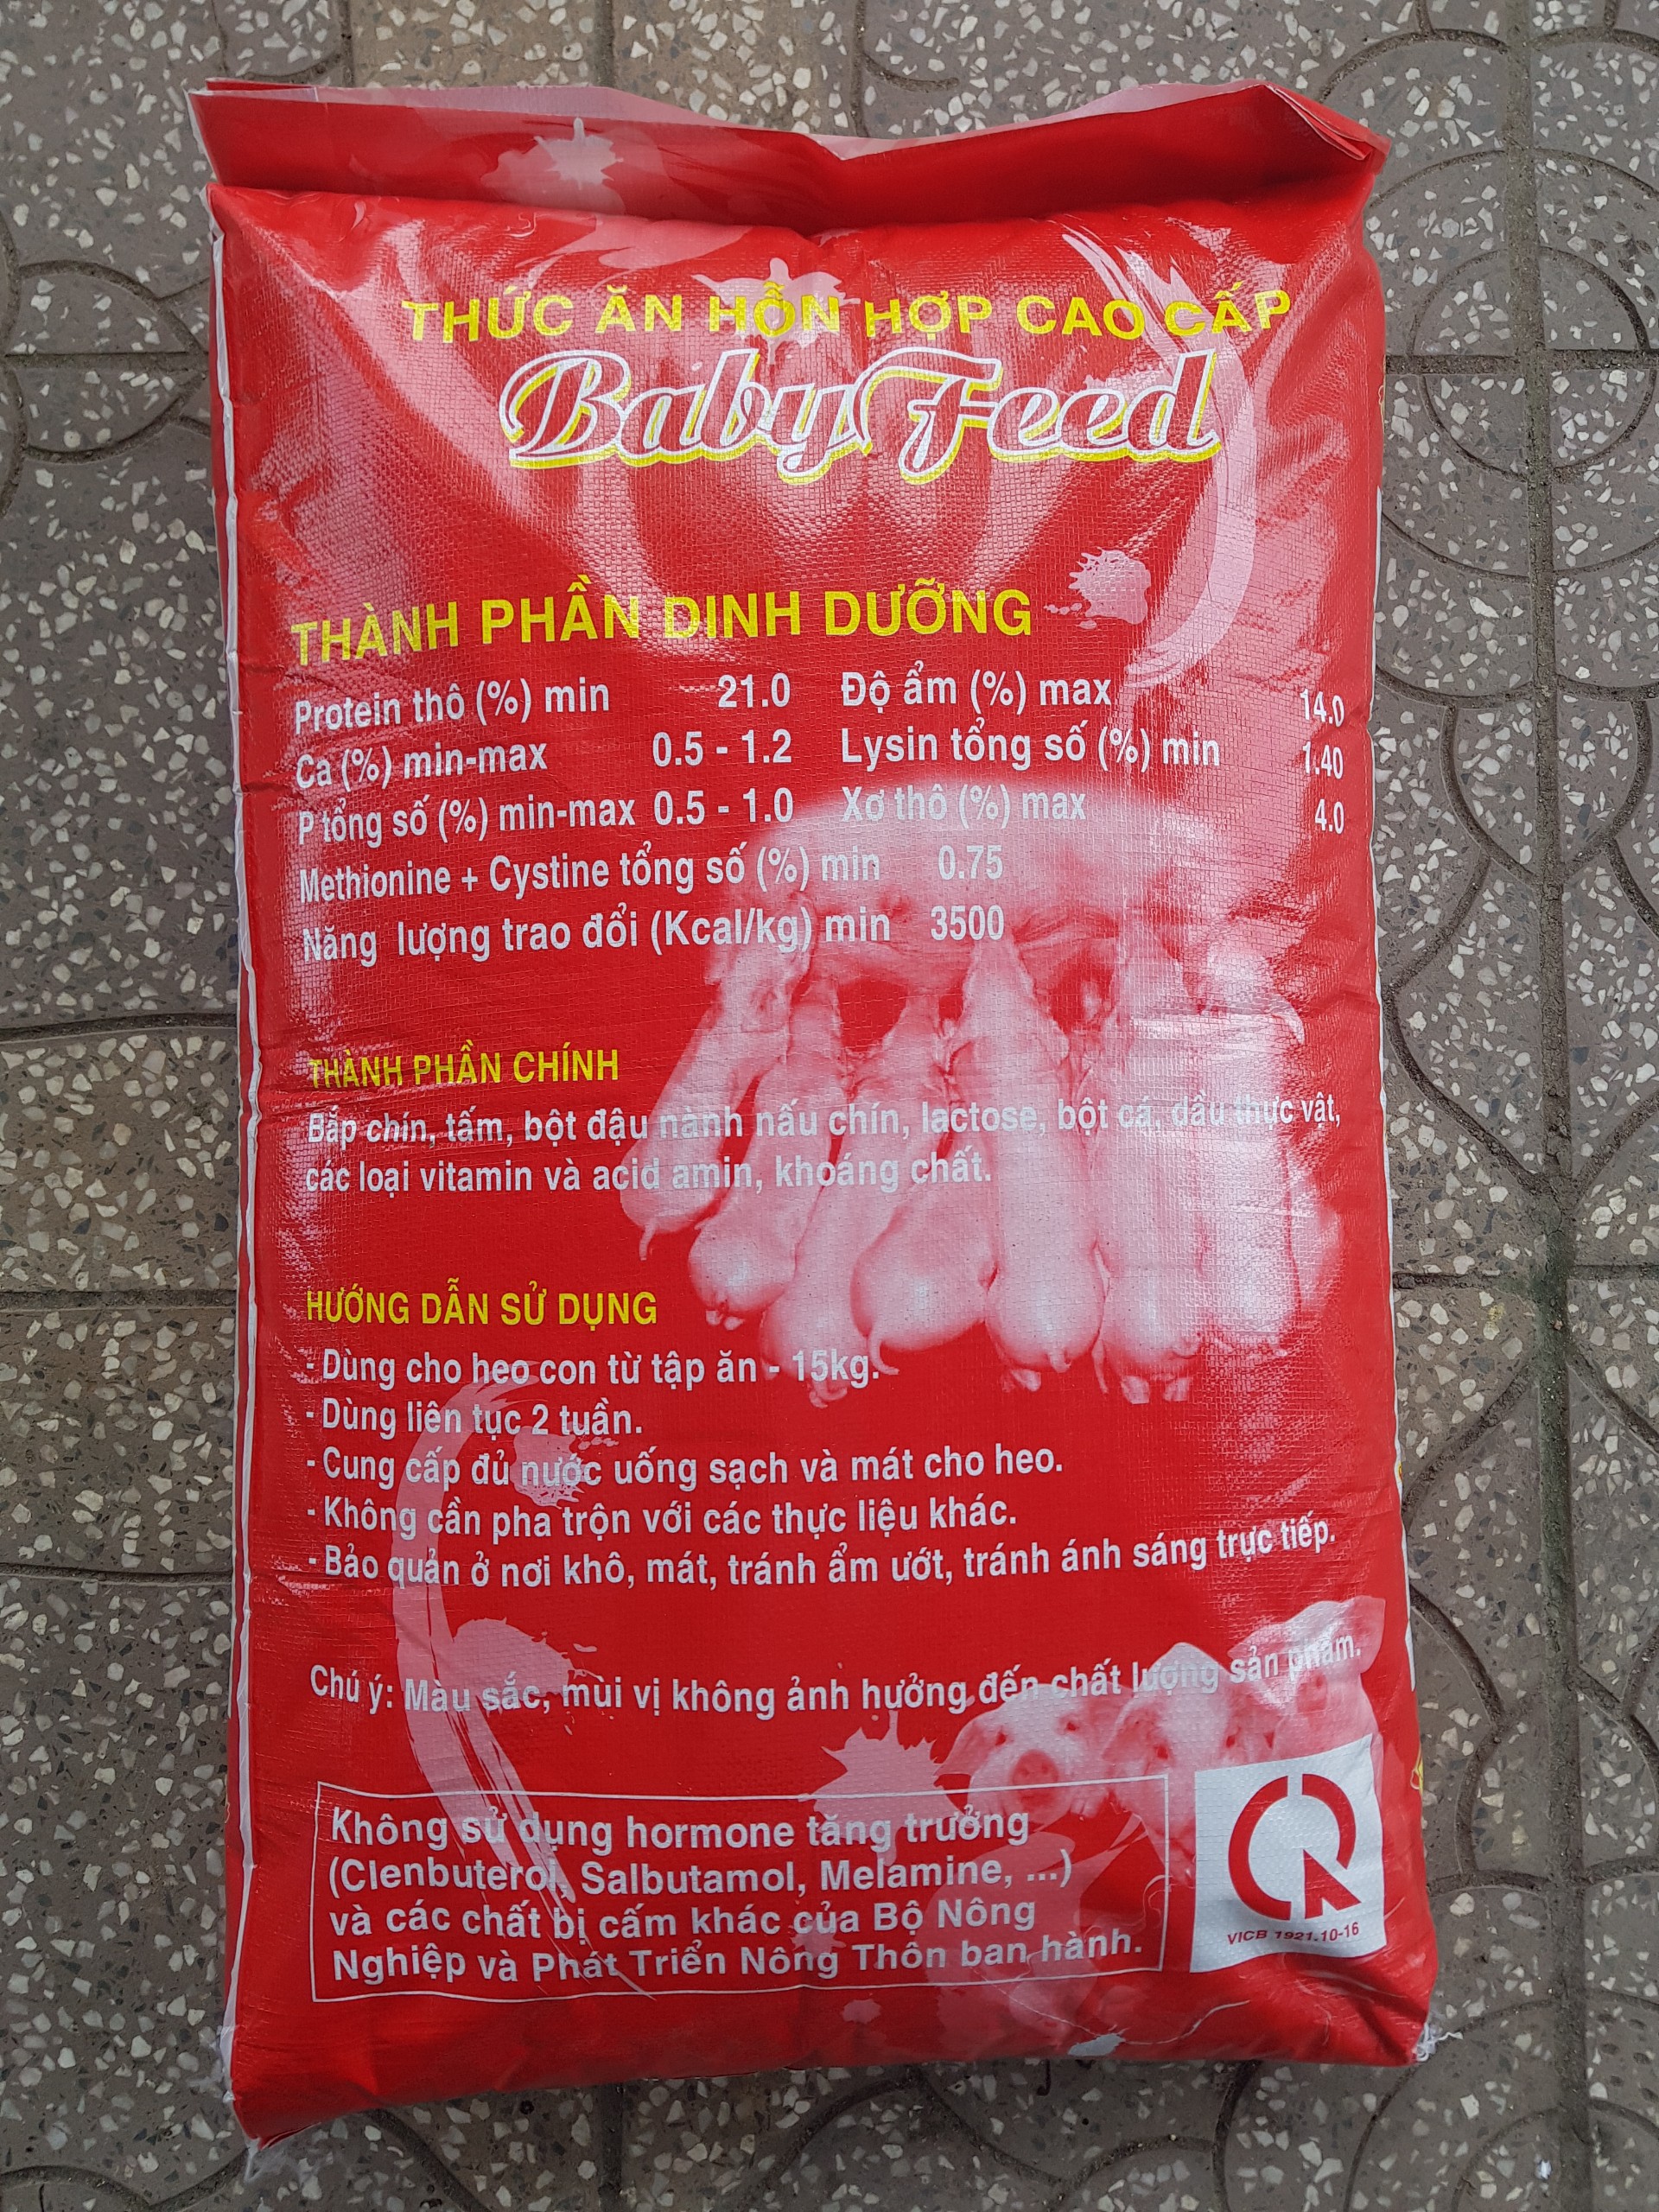 THỨC ĂN HỖN HỢP CAO CẤP
Baby Feed
THÀNH PHẦN DINH DƯỠNG
Protein thô (%) min 21.0 Độ ẩm (%) max 14.0
Ca (%) min-max 0.5 - 1.2 Lysin tổng số (%) min 1.40
P tổng số (%) min-max 0.5 - 1.0 Xơ thô (%) max 4.0
Methionine + Cystine tổng số (%) min 0.75
Năng lượng trao đổi (Kcal/kg) min 3500
THÀNH PHẦN CHÍNH
Bắp chín, tấm, bột đậu nành nấu chín, lactose, bột cá, dầu thực vật,
các loại vitamin và acid amin, khoáng chất.
HƯỚNG DẪN SỬ DỤNG
- Dùng cho heo con từ tập ăn - 15kg.
- Dùng liên tục 2 tuần.
- Cung cấp đủ nước uống sạch và mát cho heo.
- Không cần pha trộn với các thực liệu khác.
- Bảo quản ở nơi khô, mát, tránh ẩm ướt, tránh ánh sáng trực tiếp.
Chú ý: Màu sắc, mùi vị không ảnh hưởng đến chất lượng sản phẩm.
Không sử dụng hormone tăng trưởng
(Clenbuterol, Salbutamol, Melamine, ...)
và các chất bị cấm khác của Bộ Nông
Nghiệp và Phát Triển Nông Thôn ban hành.
VICB 1921.10-16